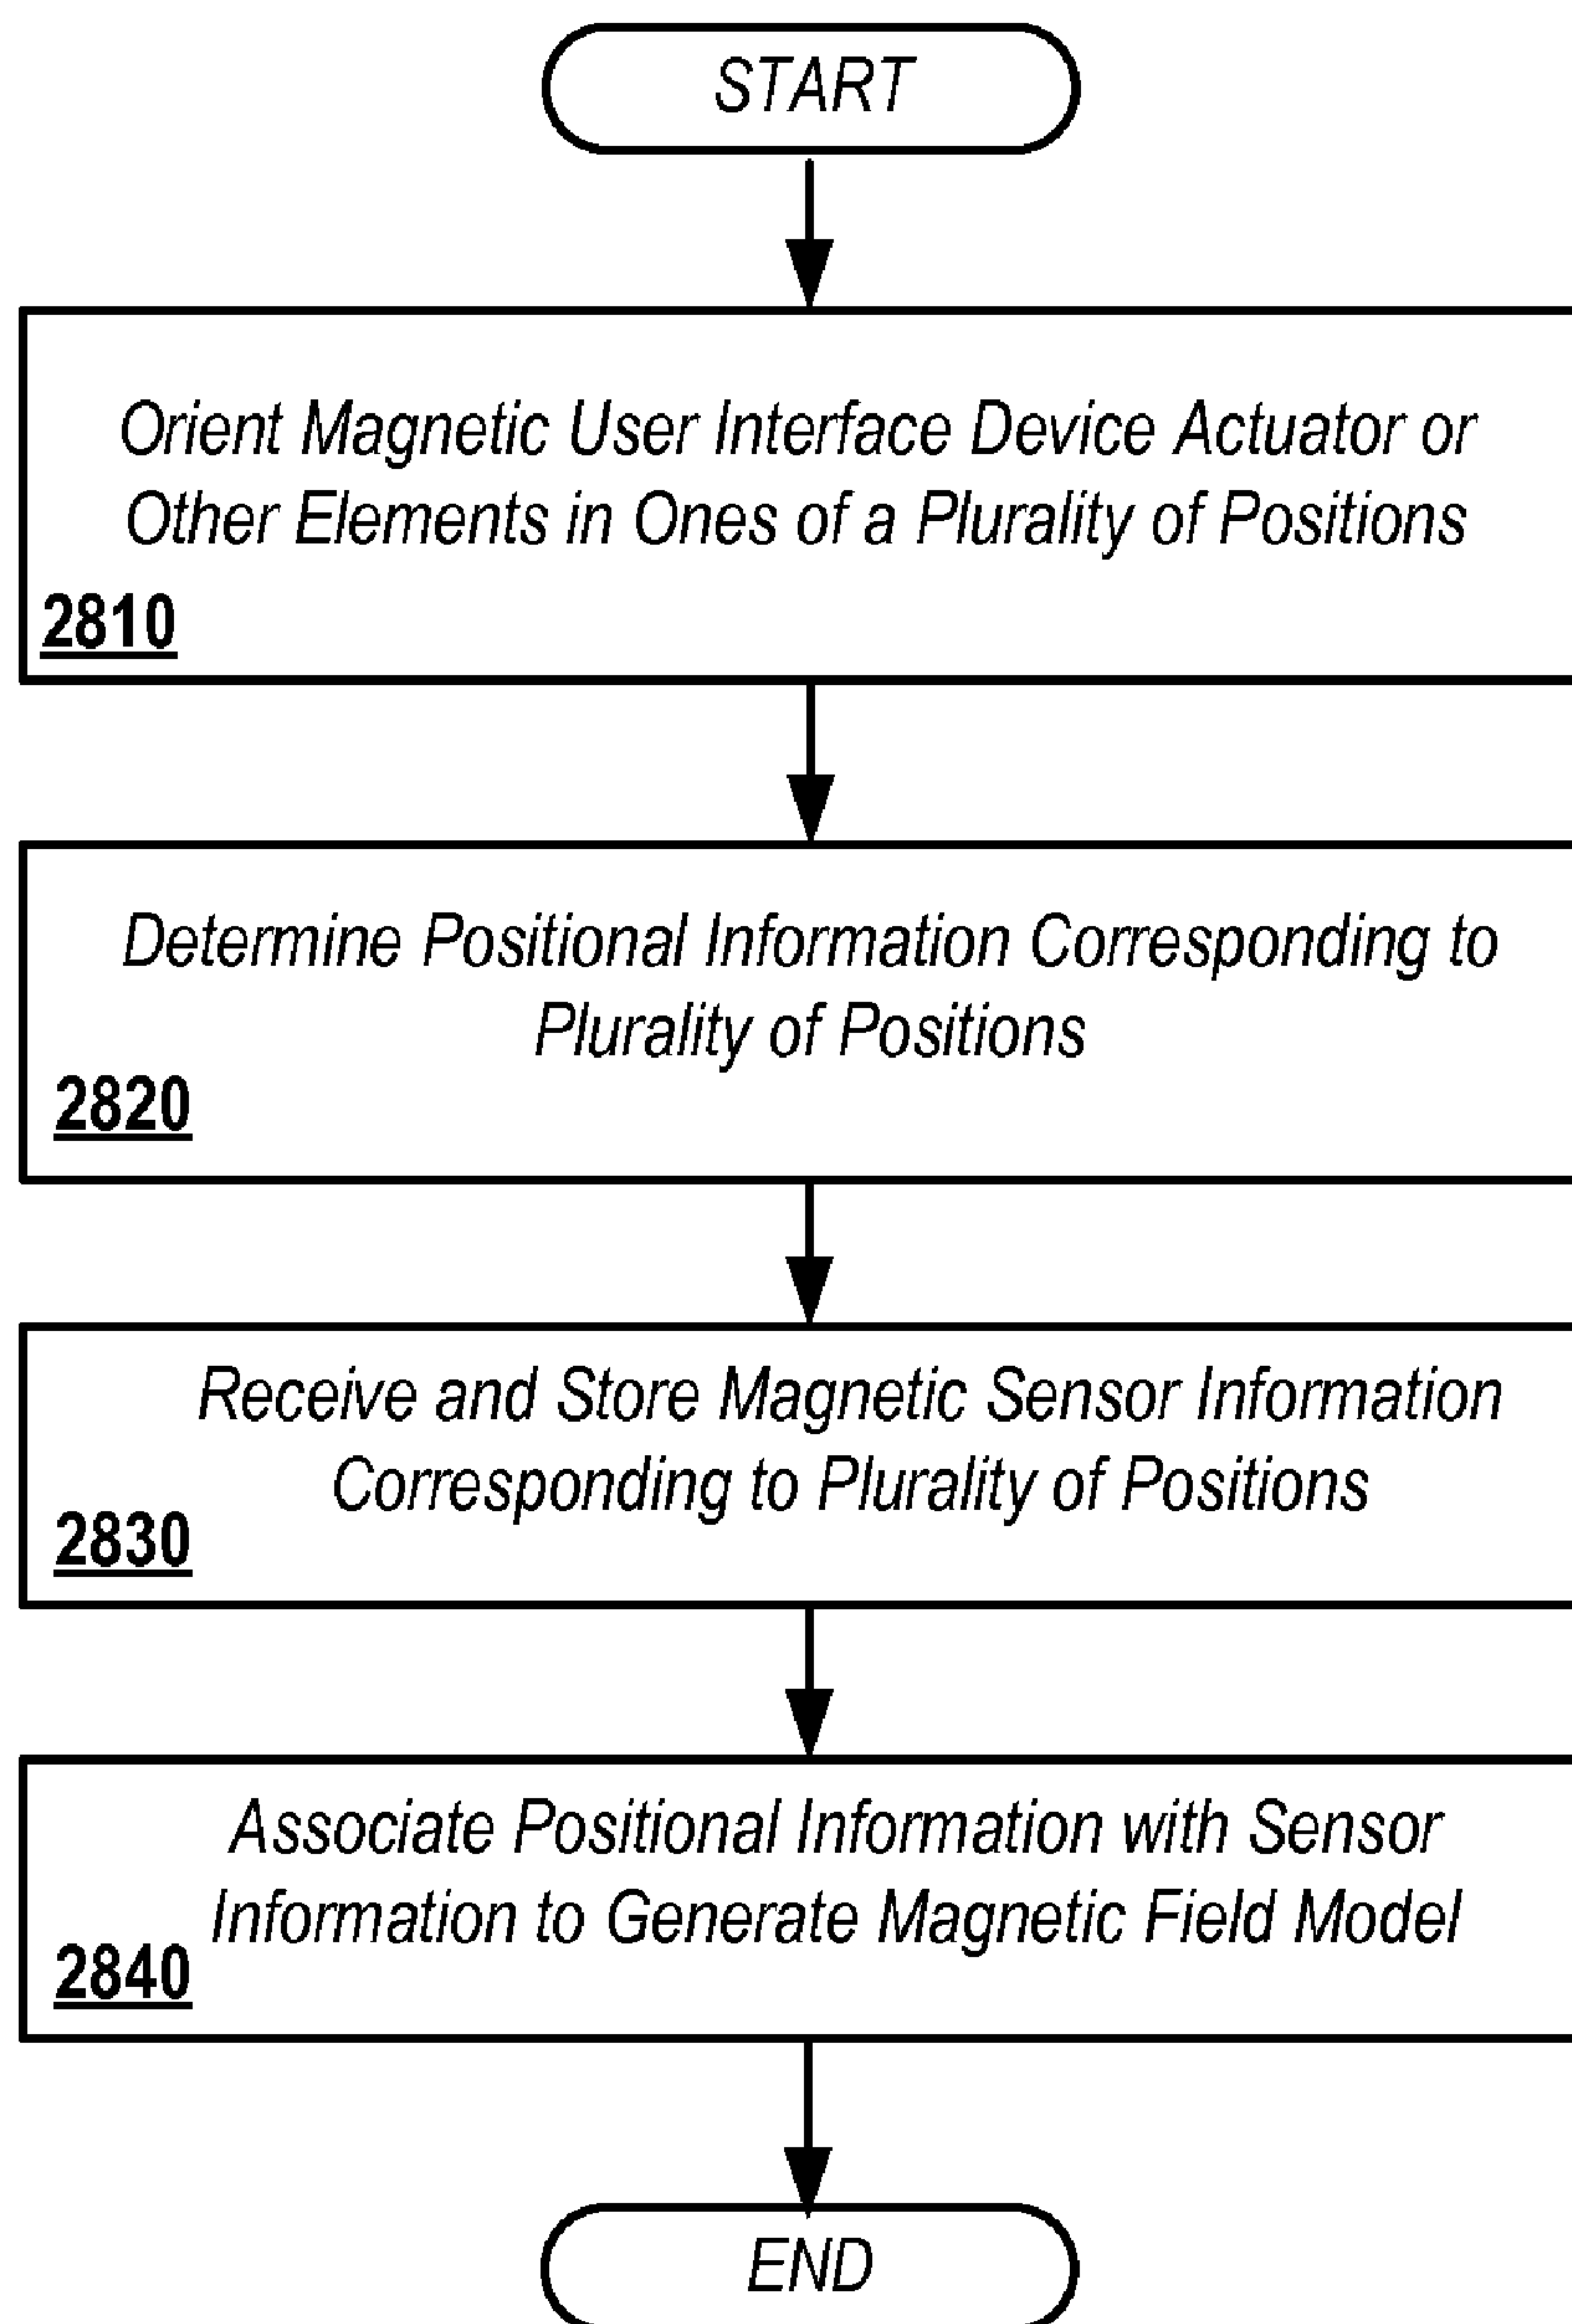 START
Orient Magnetic User Interface Device Actuator or
Other Elements in Ones of a Plurality of Positions
2810
Determine Positional Information Corresponding to
Plurality of Positions
2820
Receive and Store Magnetic Sensor Information
Corresponding to Plurality of Positions
2830
Associate Positional Information with Sensor
Information to Generate Magnetic Field Model
2840
END